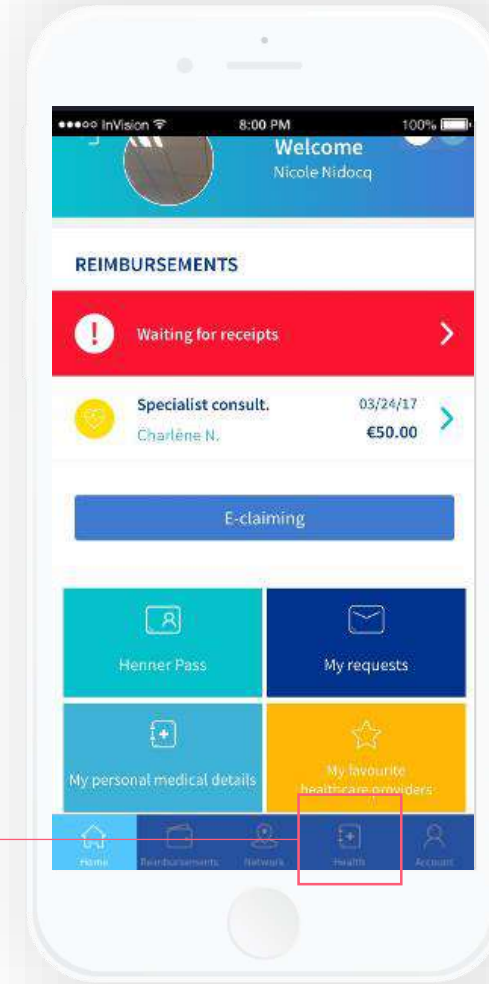 ●●●○○ InVision 8:00 PM 100%
Welcome
Nicole Nidocq
REIMBURSEMENTS
! Waiting for receipts
Specialist consult. 03/24/17
Charlène N. €50.00
E-claiming
Henner Pass My requests
My personal medical details My favourite
healthcare providers
Home Reimbursements Network Health Account